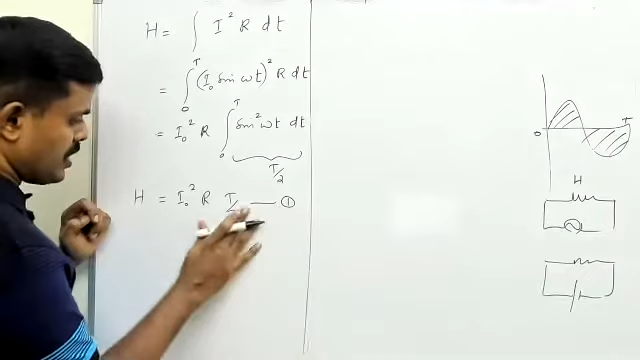 H = ∫ I² R dt
= ∫₀ᵀ (I₀ sin ωt)² R dt
= I₀² R ∫₀ᵀ sin² ωt dt
T/2
H = I₀² R T/2 — ①
0 T
H